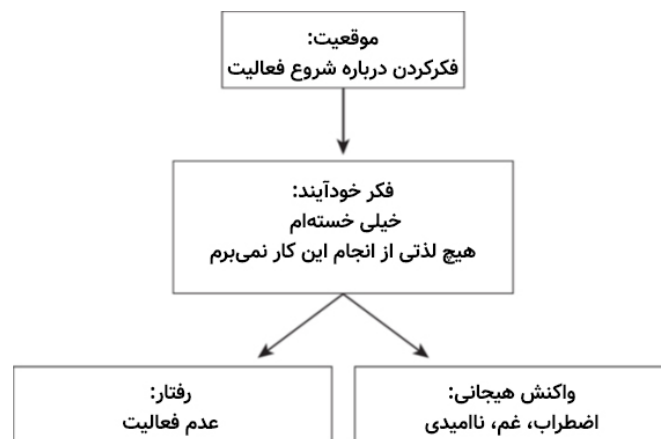 موقعیت:
فکرکردن درباره شروع فعالیت
فکر خودآیند:
خیلی خسته‌ام
هیچ لذتی از انجام این کار نمی‌برم
واکنش هیجانی:
اضطراب، غم، ناامیدی
رفتار:
عدم فعالیت